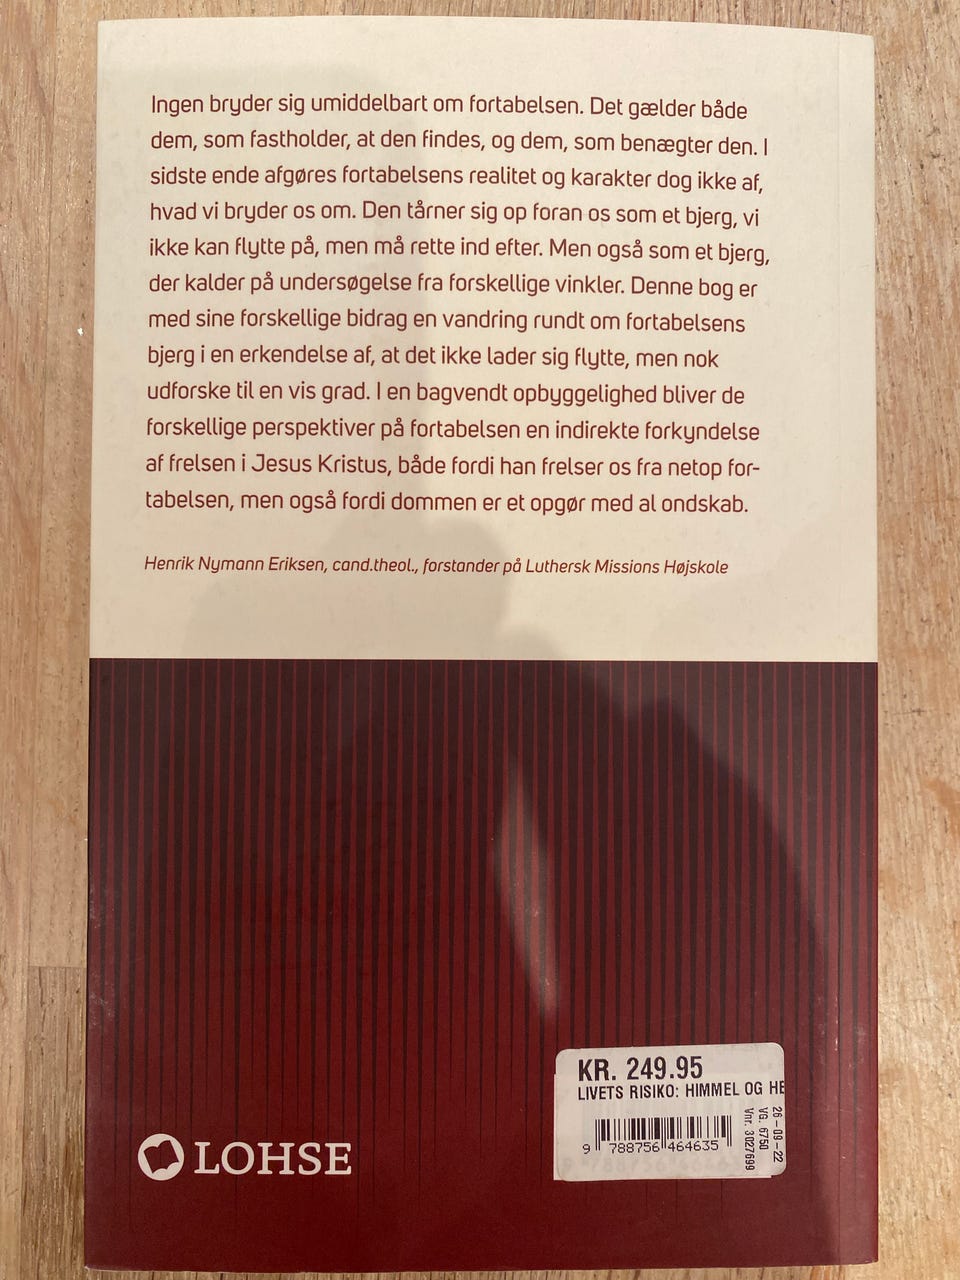 Ingen bryder sig umiddelbart om fortabelsen. Det gælder både
dem, som fastholder, at den findes, og dem, som benægter den. I
sidste ende afgøres fortabelsens realitet og karakter dog ikke af,
hvad vi bryder os om. Den tårner sig op foran os som et bjerg, vi
ikke kan flytte på, men må rette ind efter. Men også som et bjerg,
der kalder på undersøgelse fra forskellige vinkler. Denne bog er
med sine forskellige bidrag en vandring rundt om fortabelsens
bjerg i en erkendelse af, at det ikke lader sig flytte, men nok
udforske til en vis grad. I en bagvendt opbyggelighed bliver de
forskellige perspektiver på fortabelsen en indirekte forkyndelse
af frelsen i Jesus Kristus, både fordi han frelser os fra netop for-
tabelsen, men også fordi dommen er et opgør med al ondskab.
Henrik Nymann Eriksen, cand.theol., forstander på Luthersk Missions Højskole
KR. 249.95
LIVETS RISIKO: HIMMEL OG HE
9 788756 464635
26-09-22
VG. 6750
Vnr. 3027699
LOHSE